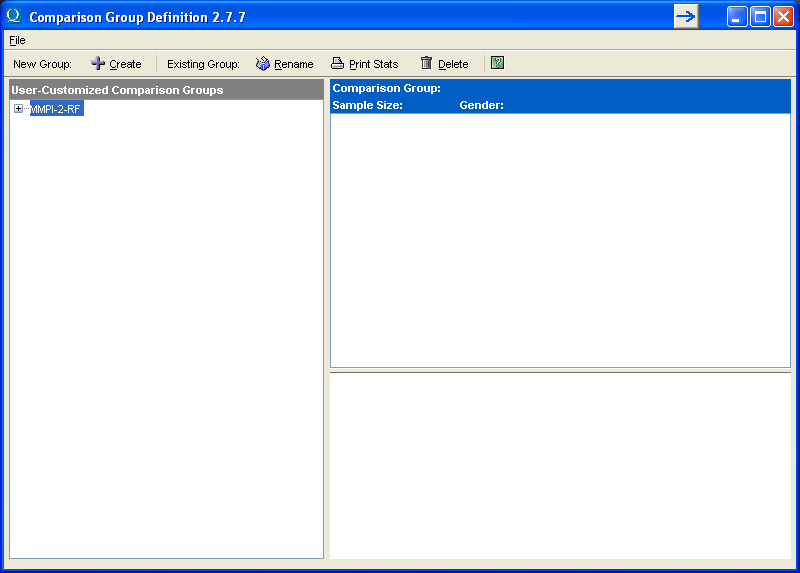 Comparison Group Definition 2.7.7
File
New Group: Create Existing Group: Rename Print Stats Delete
User-Customized Comparison Groups
MMPI-2-RF
Comparison Group:
Sample Size: Gender: